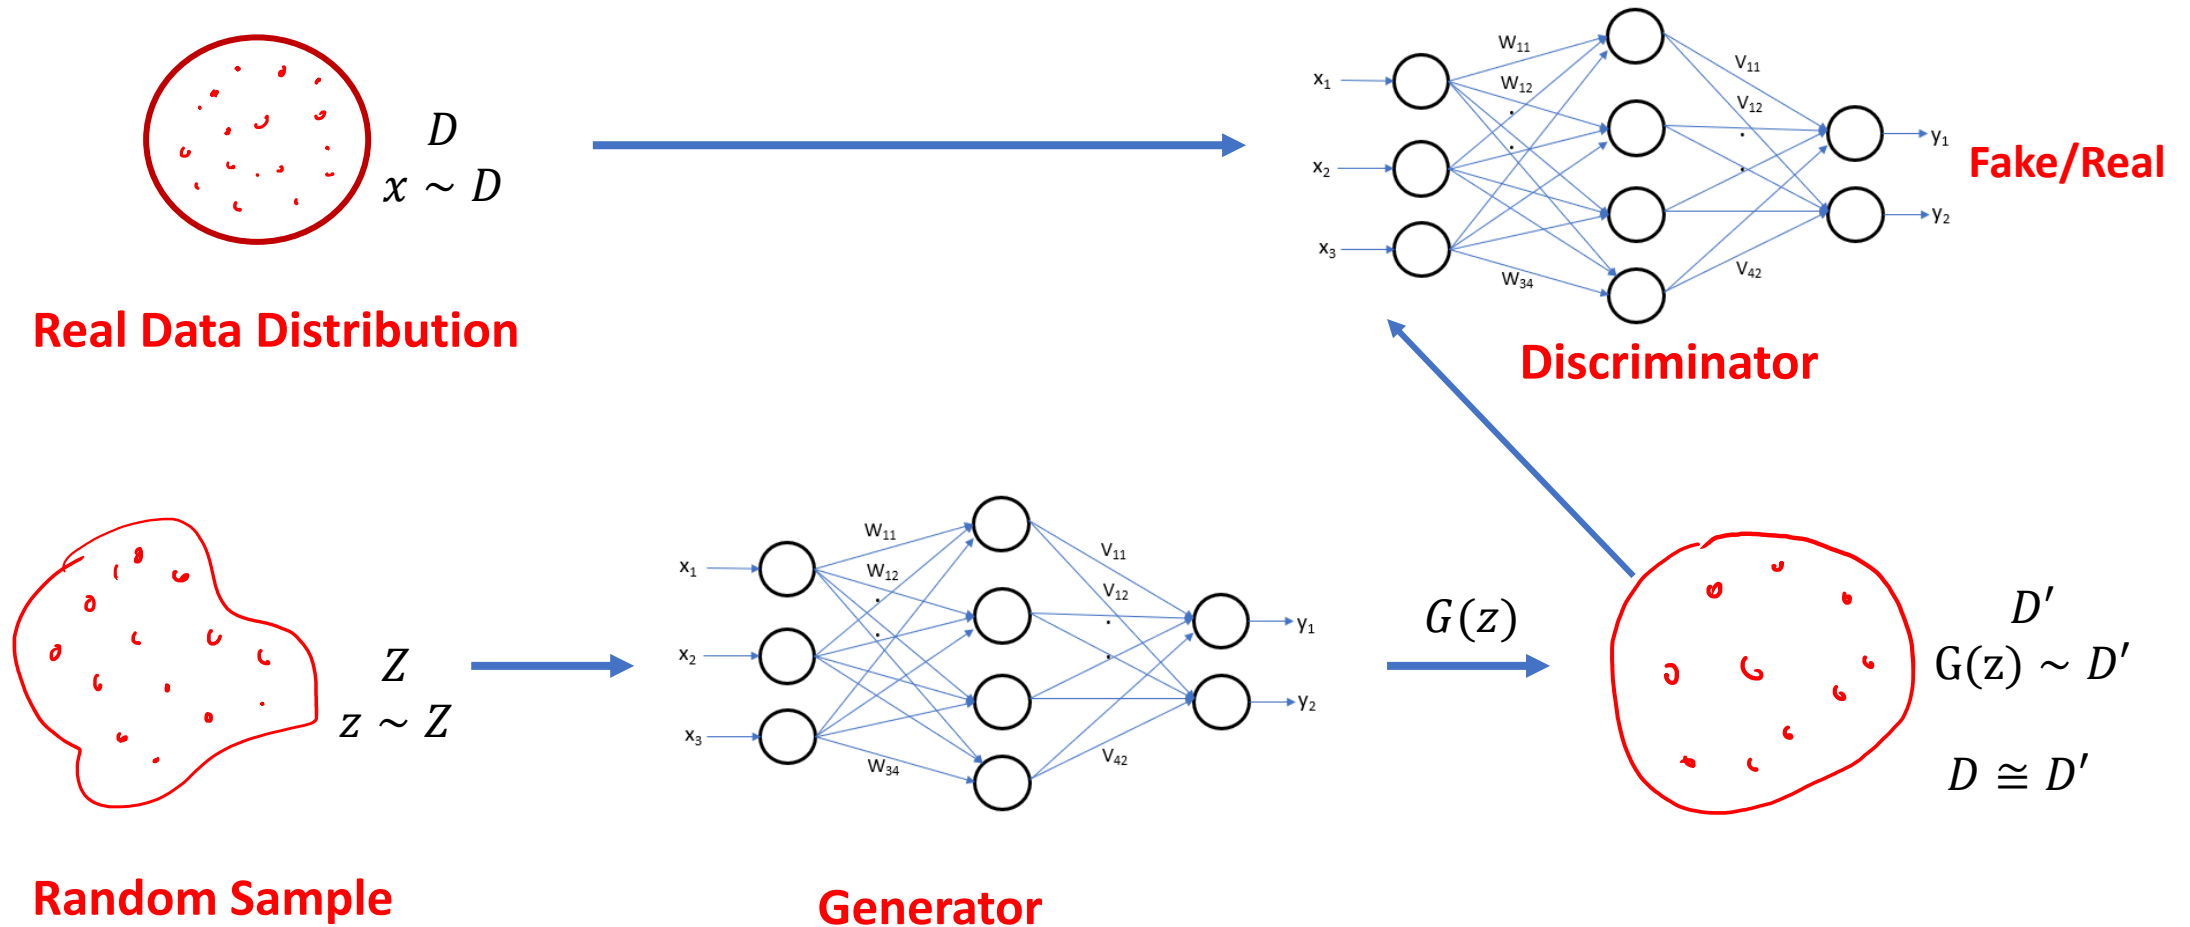 D
x ~ D
Real Data Distribution
x₁
x₂
x₃
W₁₁
W₁₂
W₃₄
V₁₁
V₁₂
V₄₂
y₁
y₂
Fake/Real
Discriminator
Z
z ~ Z
Random Sample
x₁
x₂
x₃
W₁₁
W₁₂
W₃₄
V₁₁
V₁₂
V₄₂
y₁
y₂
Generator
G(z)
D′
G(z) ~ D′
D ≅ D′